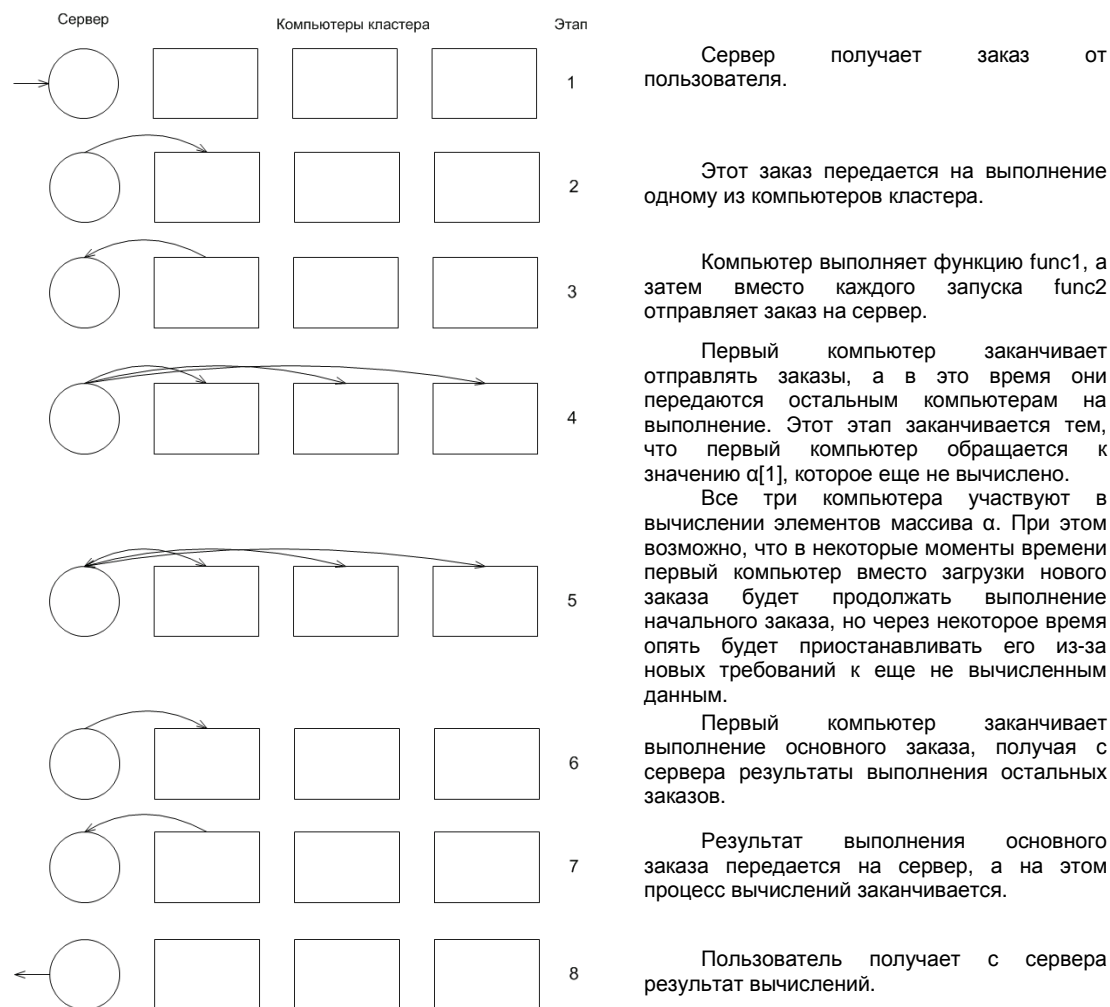 Сервер Компьютеры кластера Этап
1
Сервер получает заказ от
пользователя.
2
Этот заказ передается на выполнение
одному из компьютеров кластера.
3
Компьютер выполняет функцию func1, а
затем вместо каждого запуска func2
отправляет заказ на сервер.
4
Первый компьютер заканчивает
отправлять заказы, а в это время они
передаются остальным компьютерам на
выполнение. Этот этап заканчивается тем,
что первый компьютер обращается к
значению α[1], которое еще не вычислено.
5
Все три компьютера участвуют в
вычислении элементов массива α. При этом
возможно, что в некоторые моменты времени
первый компьютер вместо загрузки нового
заказа будет продолжать выполнение
начального заказа, но через некоторое время
опять будет приостанавливать его из-за
новых требований к еще не вычисленным
данным.
6
Первый компьютер заканчивает
выполнение основного заказа, получая с
сервера результаты выполнения остальных
заказов.
7
Результат выполнения основного
заказа передается на сервер, а на этом
процесс вычислений заканчивается.
8
Пользователь получает с сервера
результат вычислений.